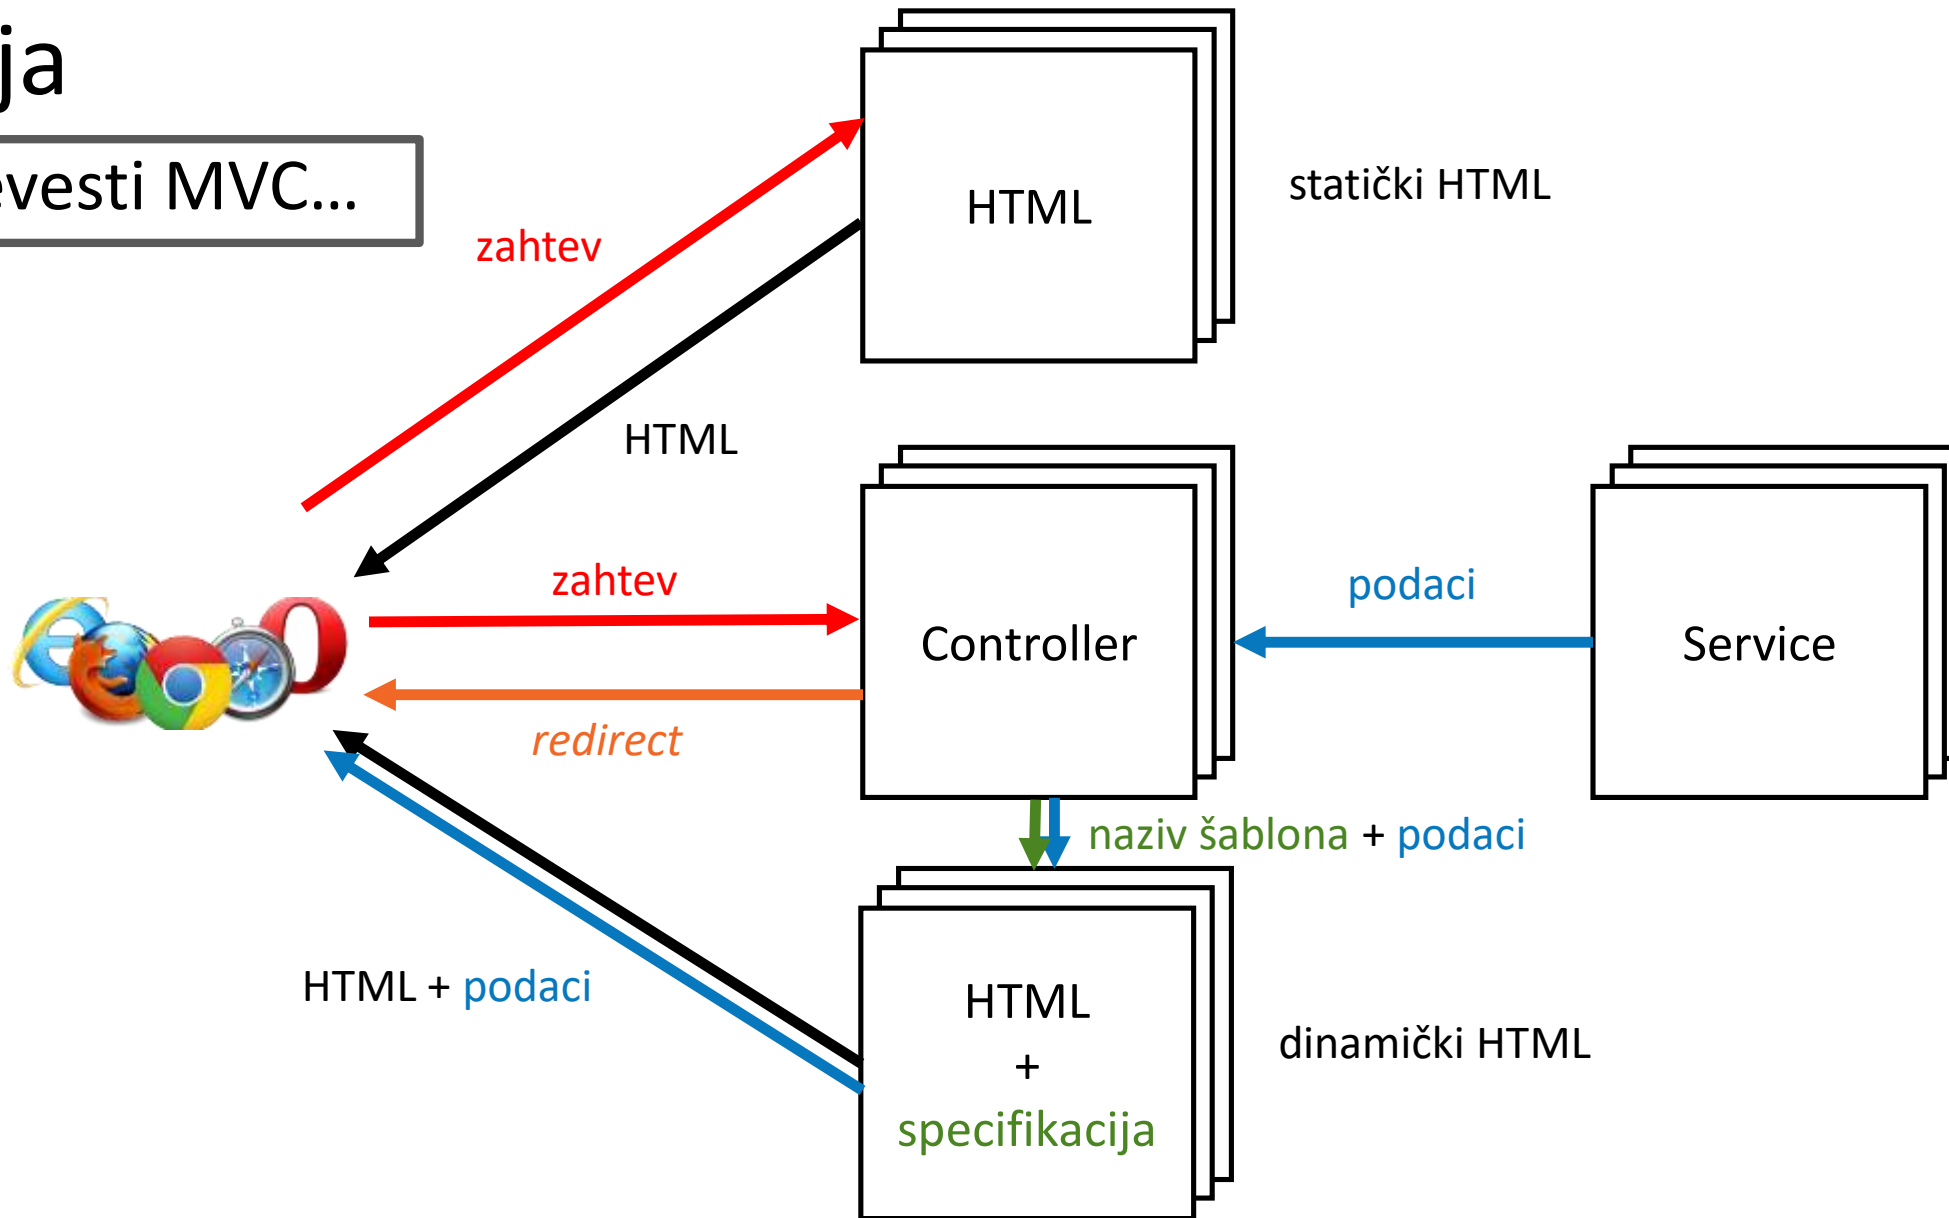 ja
evesti MVC...
HTML
statički HTML
zahtev
HTML
zahtev
podaci
Controller
Service
redirect
naziv šablona + podaci
HTML + podaci
HTML
+
specifikacija
dinamički HTML